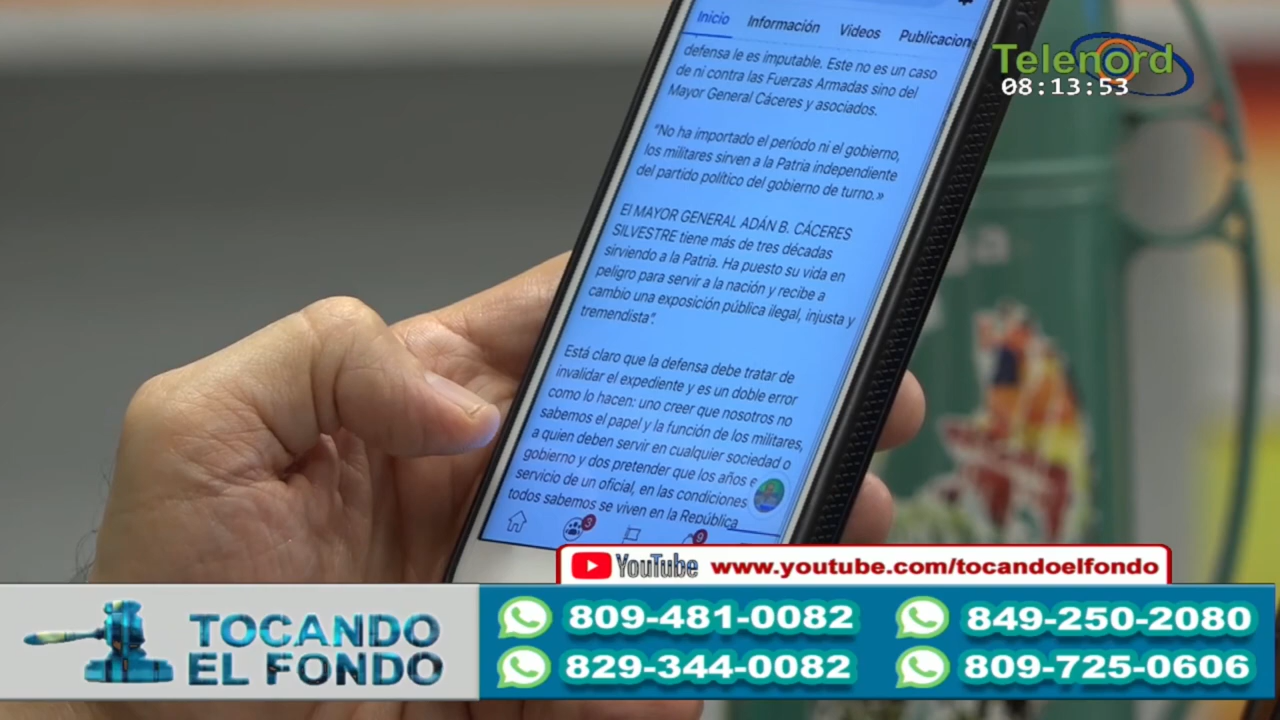 Inicio Información Videos Publicacion
Telenord
08:13:53
defensa le es imputable. Este no es un caso
de ni contra las Fuerzas Armadas sino del
Mayor General Cáceres y asociados.
"No ha importado el período ni el gobierno,
los militares sirven a la Patria independiente
del partido político del gobierno de turno.»
El MAYOR GENERAL ADÁN B. CÁCERES
SILVESTRE tiene más de tres décadas
sirviendo a la Patria. Ha puesto su vida en
peligro para servir a la nación y recibe a
cambio una exposición pública ilegal, injusta y
tremendista".
Está claro que la defensa debe tratar de
invalidar el expediente y es un doble error
como lo hacen: uno creer que nosotros no
sabemos el papel y la función de los militares,
a quien deben servir en cualquier sociedad o
gobierno y dos pretender que los años e
servicio de un oficial, en las condiciones
todos sabemos se viven en la República
3
9
YouTube www.youtube.com/tocandoelfondo
TOCANDO
EL FONDO
809-481-0082 849-250-2080
829-344-0082 809-725-0606